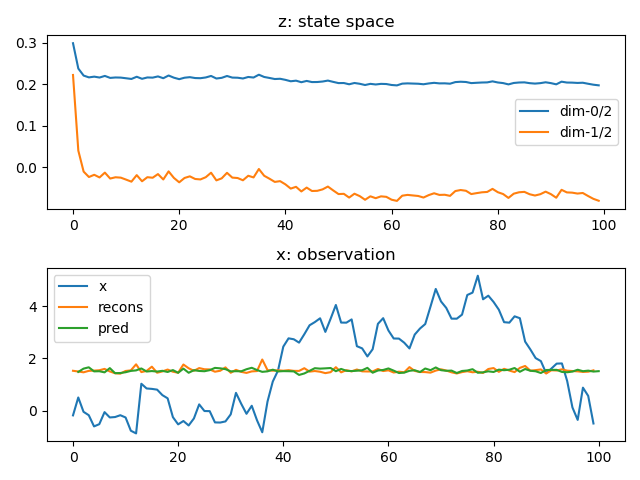 z: state space
0.3
0.2
0.1
0.0
dim-0/2
dim-1/2
0 20 40 60 80 100
x: observation
4
2
0
x
recons
pred
0 20 40 60 80 100